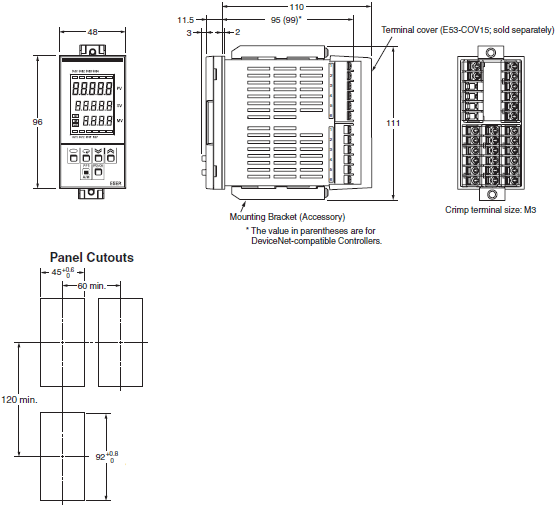 48
96
PV
SV
MV
E5ER
110
11.5
95 (99)*
3
2
111
Terminal cover (E53-COV15; sold separately)
Mounting Bracket (Accessory)
* The value in parentheses are for
DeviceNet-compatible Controllers.
Crimp terminal size: M3
Panel Cutouts
45 +0.6 0
60 min.
120 min.
92 +0.8 0